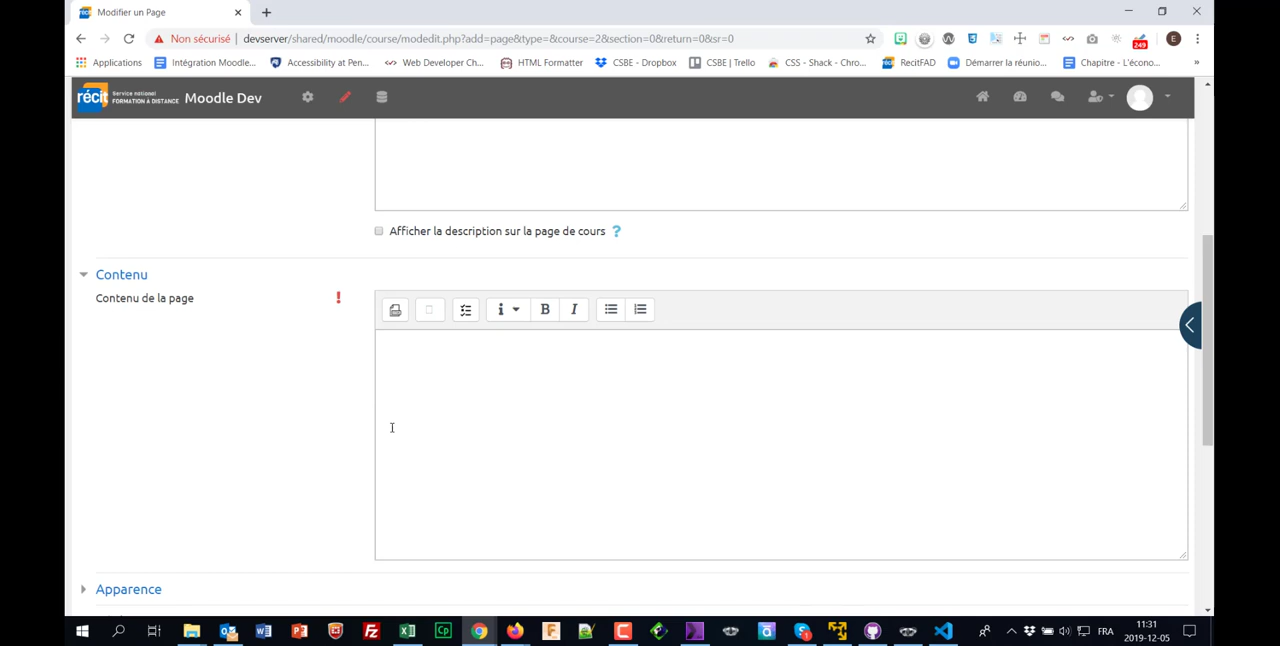 Modifier un Page
Non sécurisé | devserver/shared/moodle/course/modedit.php?add=page&type=&course=2&section=0&return=0&sr=0
249
E
Applications
Intégration Moodle...
Accessibility at Pen...
Web Developer Ch...
HTML Formatter
CSBE - Dropbox
CSBE | Trello
CSS - Shack - Chro...
RecitFAD
Démarrer la réunio...
Chapitre - L'écono...
»
récit
Service national
FORMATION À DISTANCE
Moodle Dev
Afficher la description sur la page de cours ?
Contenu
Contenu de la page !
i B I
Apparence
FRA
11:31
2019-12-05